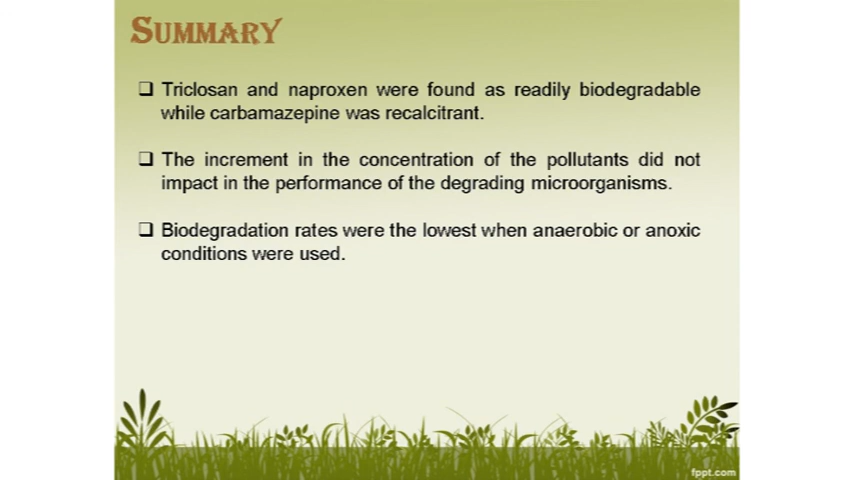 SUMMARY
❑ Triclosan and naproxen were found as readily biodegradable
while carbamazepine was recalcitrant.
❑ The increment in the concentration of the pollutants did not
impact in the performance of the degrading microorganisms.
❑ Biodegradation rates were the lowest when anaerobic or anoxic
conditions were used.
fppt.com